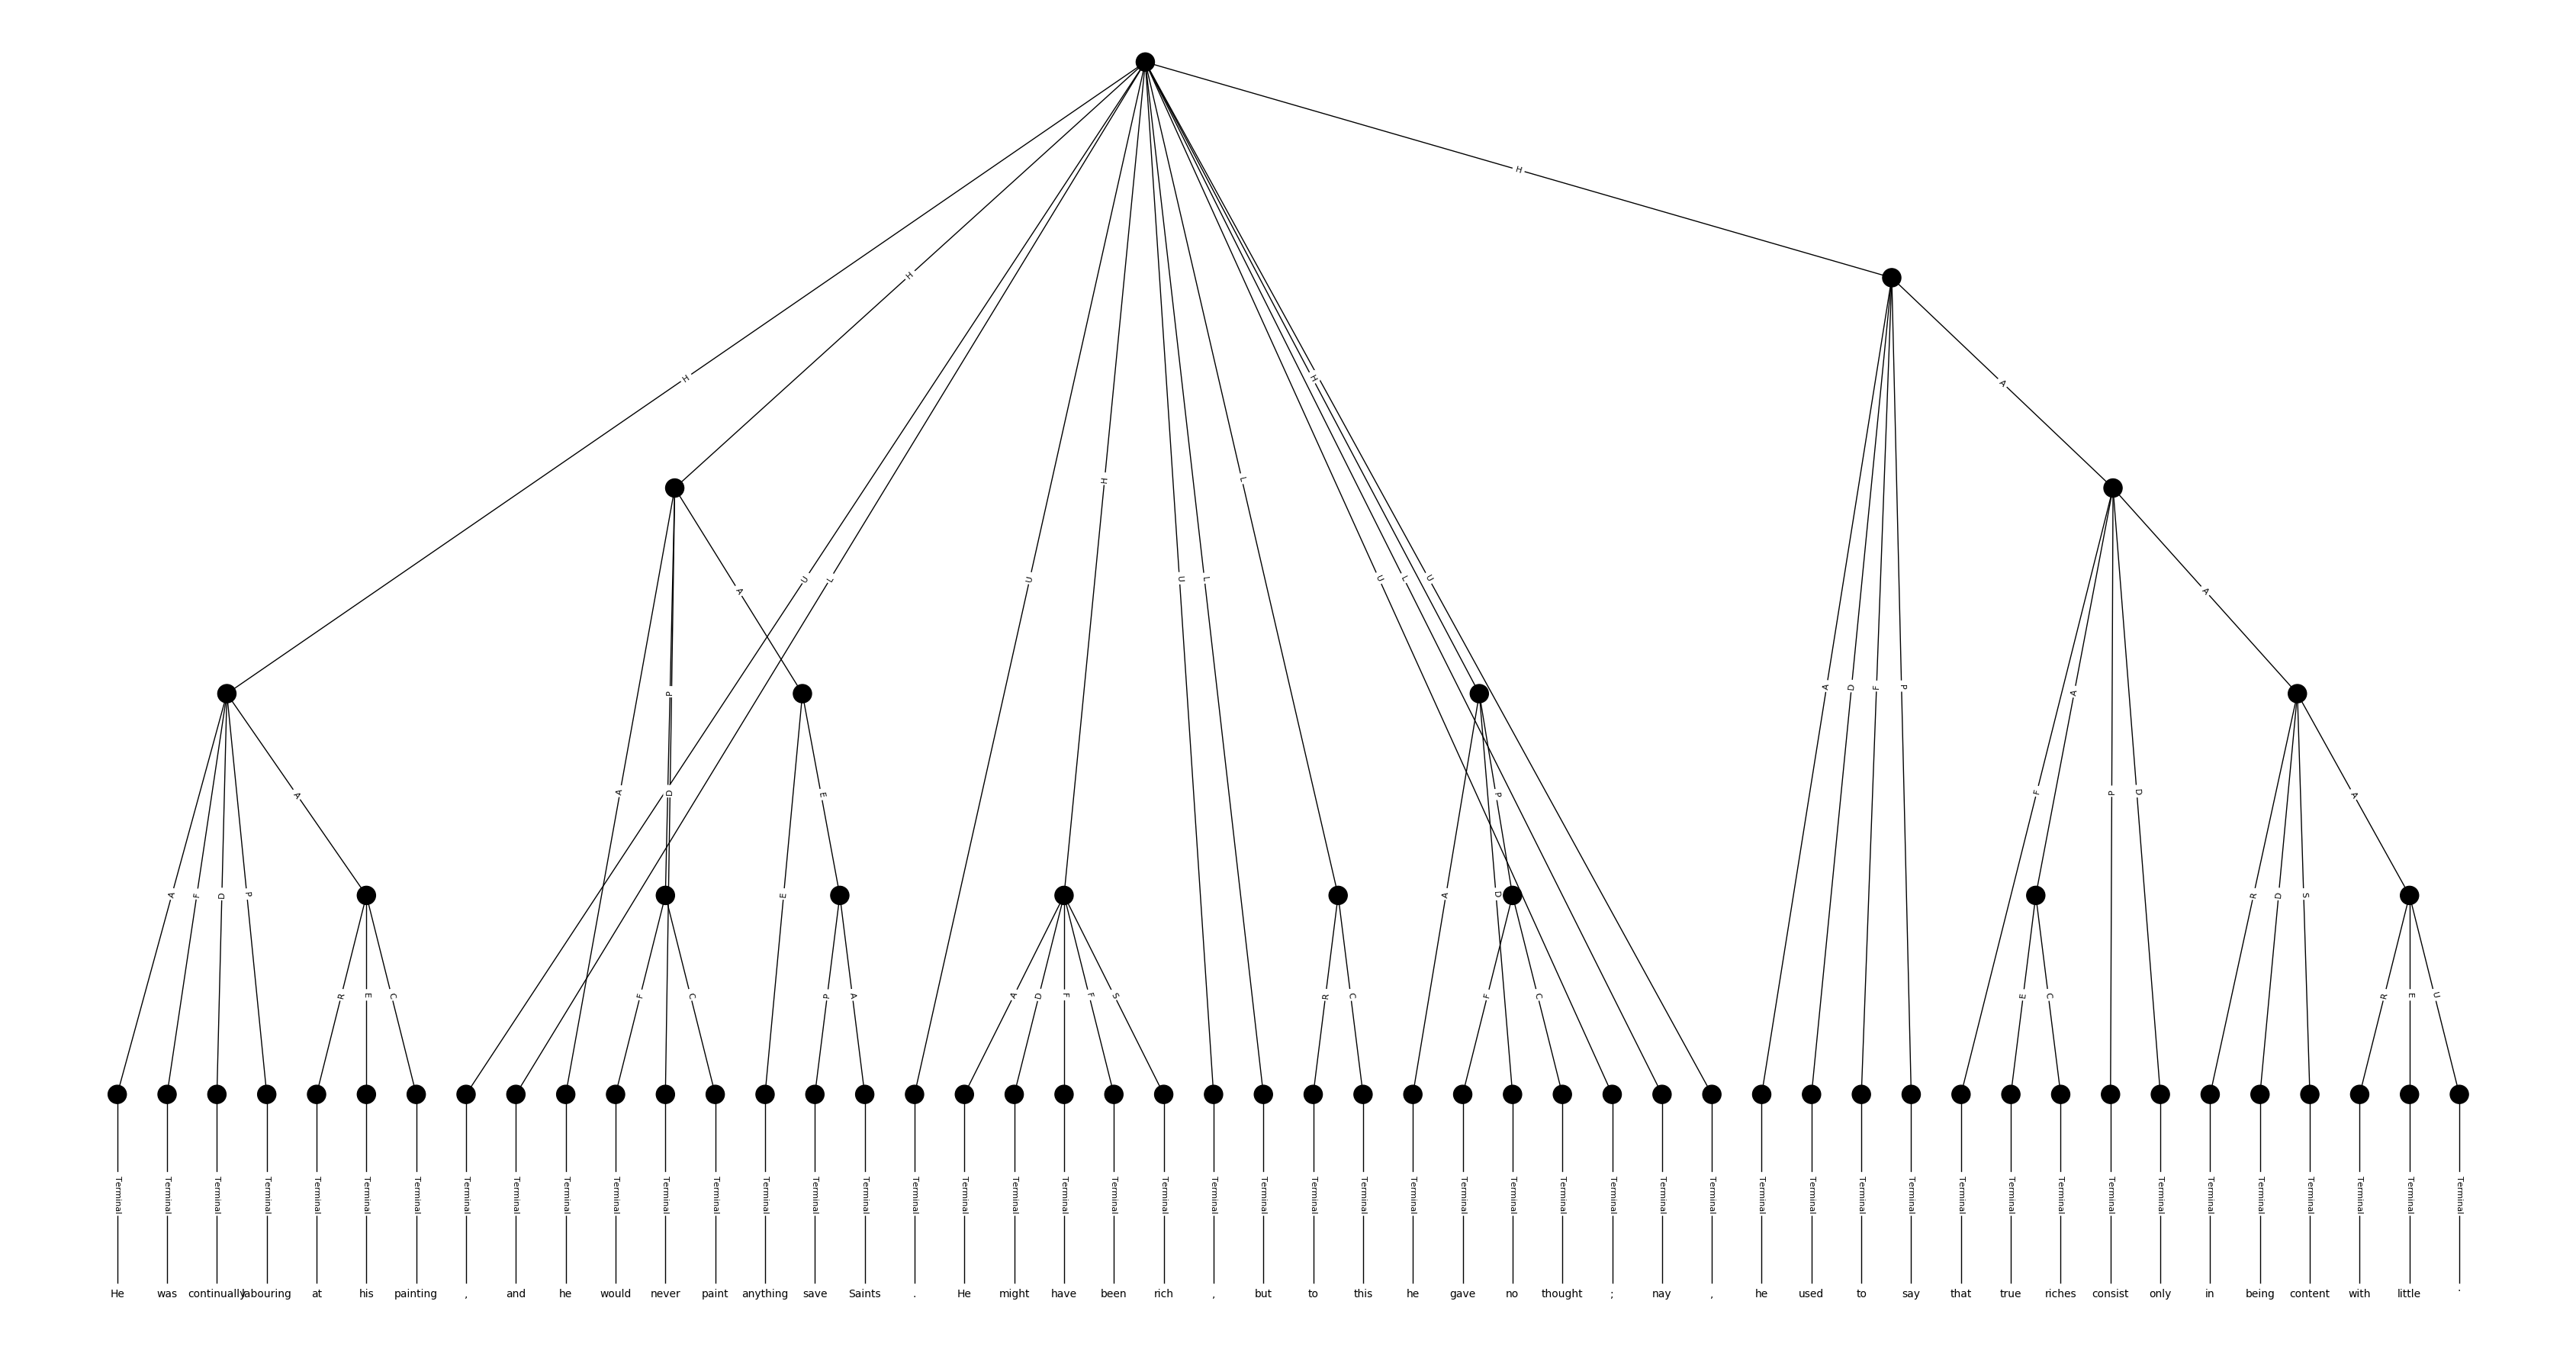 H
H
H
A
H
H
L
U
L
U
L
U
L
U
A
A
P
A
D
F
P
A
A
D
A
E
P
F
A
P
D
A
A
F
D
P
E
A
D
R
D
S
R
E
C
F
C
P
A
A
D
F
F
S
R
C
F
C
E
C
R
E
U
Terminal Terminal Terminal Terminal Terminal Terminal Terminal Terminal Terminal Terminal Terminal Terminal Terminal Terminal Terminal Terminal Terminal Terminal Terminal Terminal Terminal Terminal Terminal Terminal Terminal Terminal Terminal Terminal Terminal Terminal Terminal Terminal Terminal Terminal Terminal Terminal Terminal Terminal Terminal Terminal Terminal Terminal Terminal Terminal Terminal Terminal Terminal Terminal
He was continually labouring at his painting , and he would never paint anything save Saints . He might have been rich , but to this he gave no thought ; nay , he used to say that true riches consist only in being content with little .